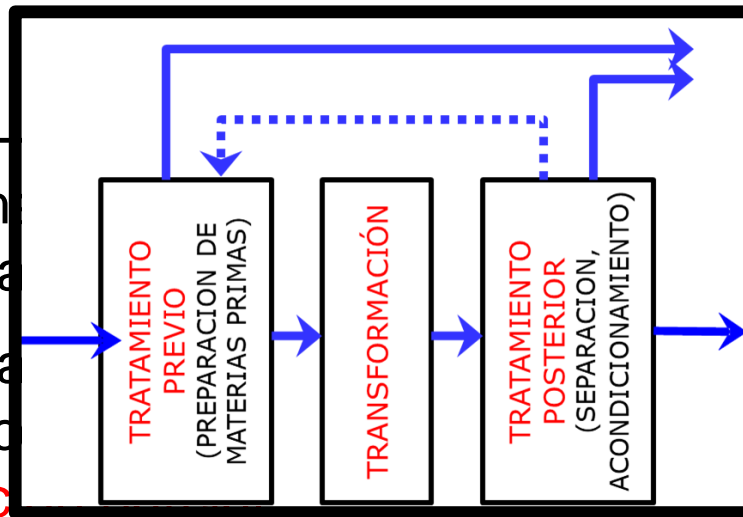 TRATAMIENTO
PREVIO
(PREPARACION DE
MATERIAS PRIMAS)
TRANSFORMACIÓN
TRATAMIENTO
POSTERIOR
(SEPARACION,
ACONDICIONAMIENTO)